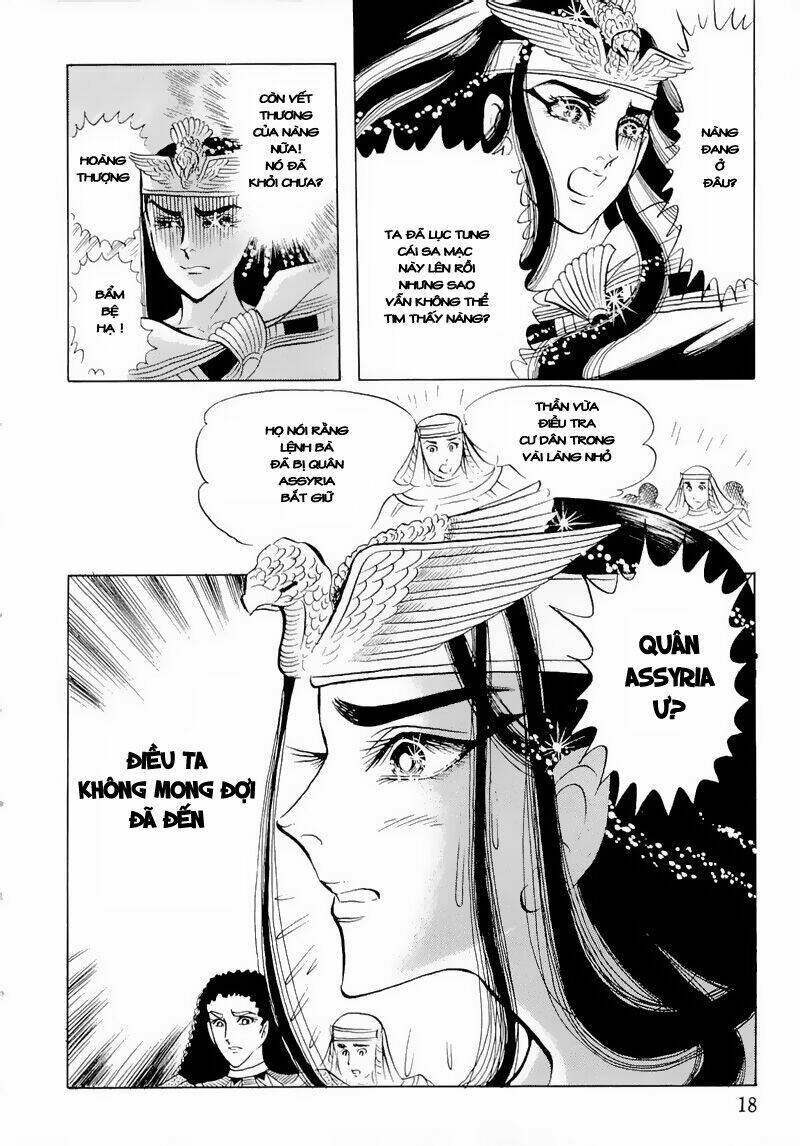 NÀNG
ĐANG
Ở
ĐÂU?
TA ĐÃ LỤC TUNG
CÁI SA MẠC
NÀY LÊN RỒI
NHƯNG SAO
VẪN KHÔNG THỂ
TIM THẤY NÀNG?
CÒN VẾT
THƯƠNG
CỦA NÀNG
NỮA!
NÓ ĐÃ
KHỎI CHƯA?
HOÀNG
THƯỢNG
BẨM
BỆ
HẠ !
THẦN VỪA
ĐIỀU TRA
CƯ DÂN TRONG
VÀI LÀNG NHỎ
HỌ NÓI RẰNG
LỆNH BÀ
ĐÃ BỊ QUÂN
ASSYRIA
BẮT GIỮ
QUÂN
ASSYRIA
Ư?
ĐIỀU TA
KHÔNG MONG ĐỢI
ĐÃ ĐẾN
18